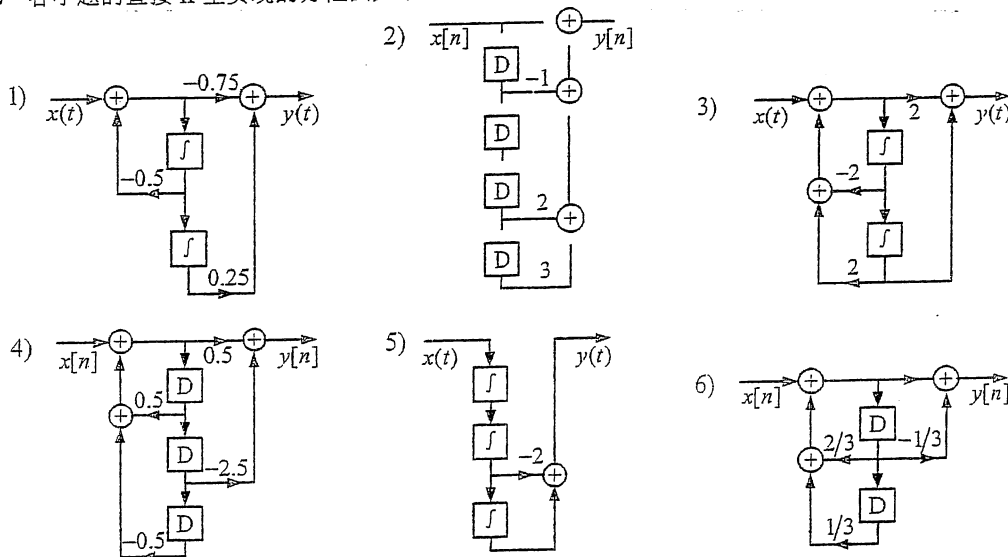 1)
x(t)
−0.75
y(t)
∫
−0.5
∫
0.25
2)
x[n]
y[n]
D
−1
D
D
2
D
3
3)
x(t)
2
y(t)
∫
−2
∫
2
4)
x[n]
0.5
y[n]
D
0.5
D
−2.5
D
−0.5
5)
x(t)
y(t)
∫
∫
−2
∫
6)
x[n]
y[n]
D
2/3
−1/3
D
1/3